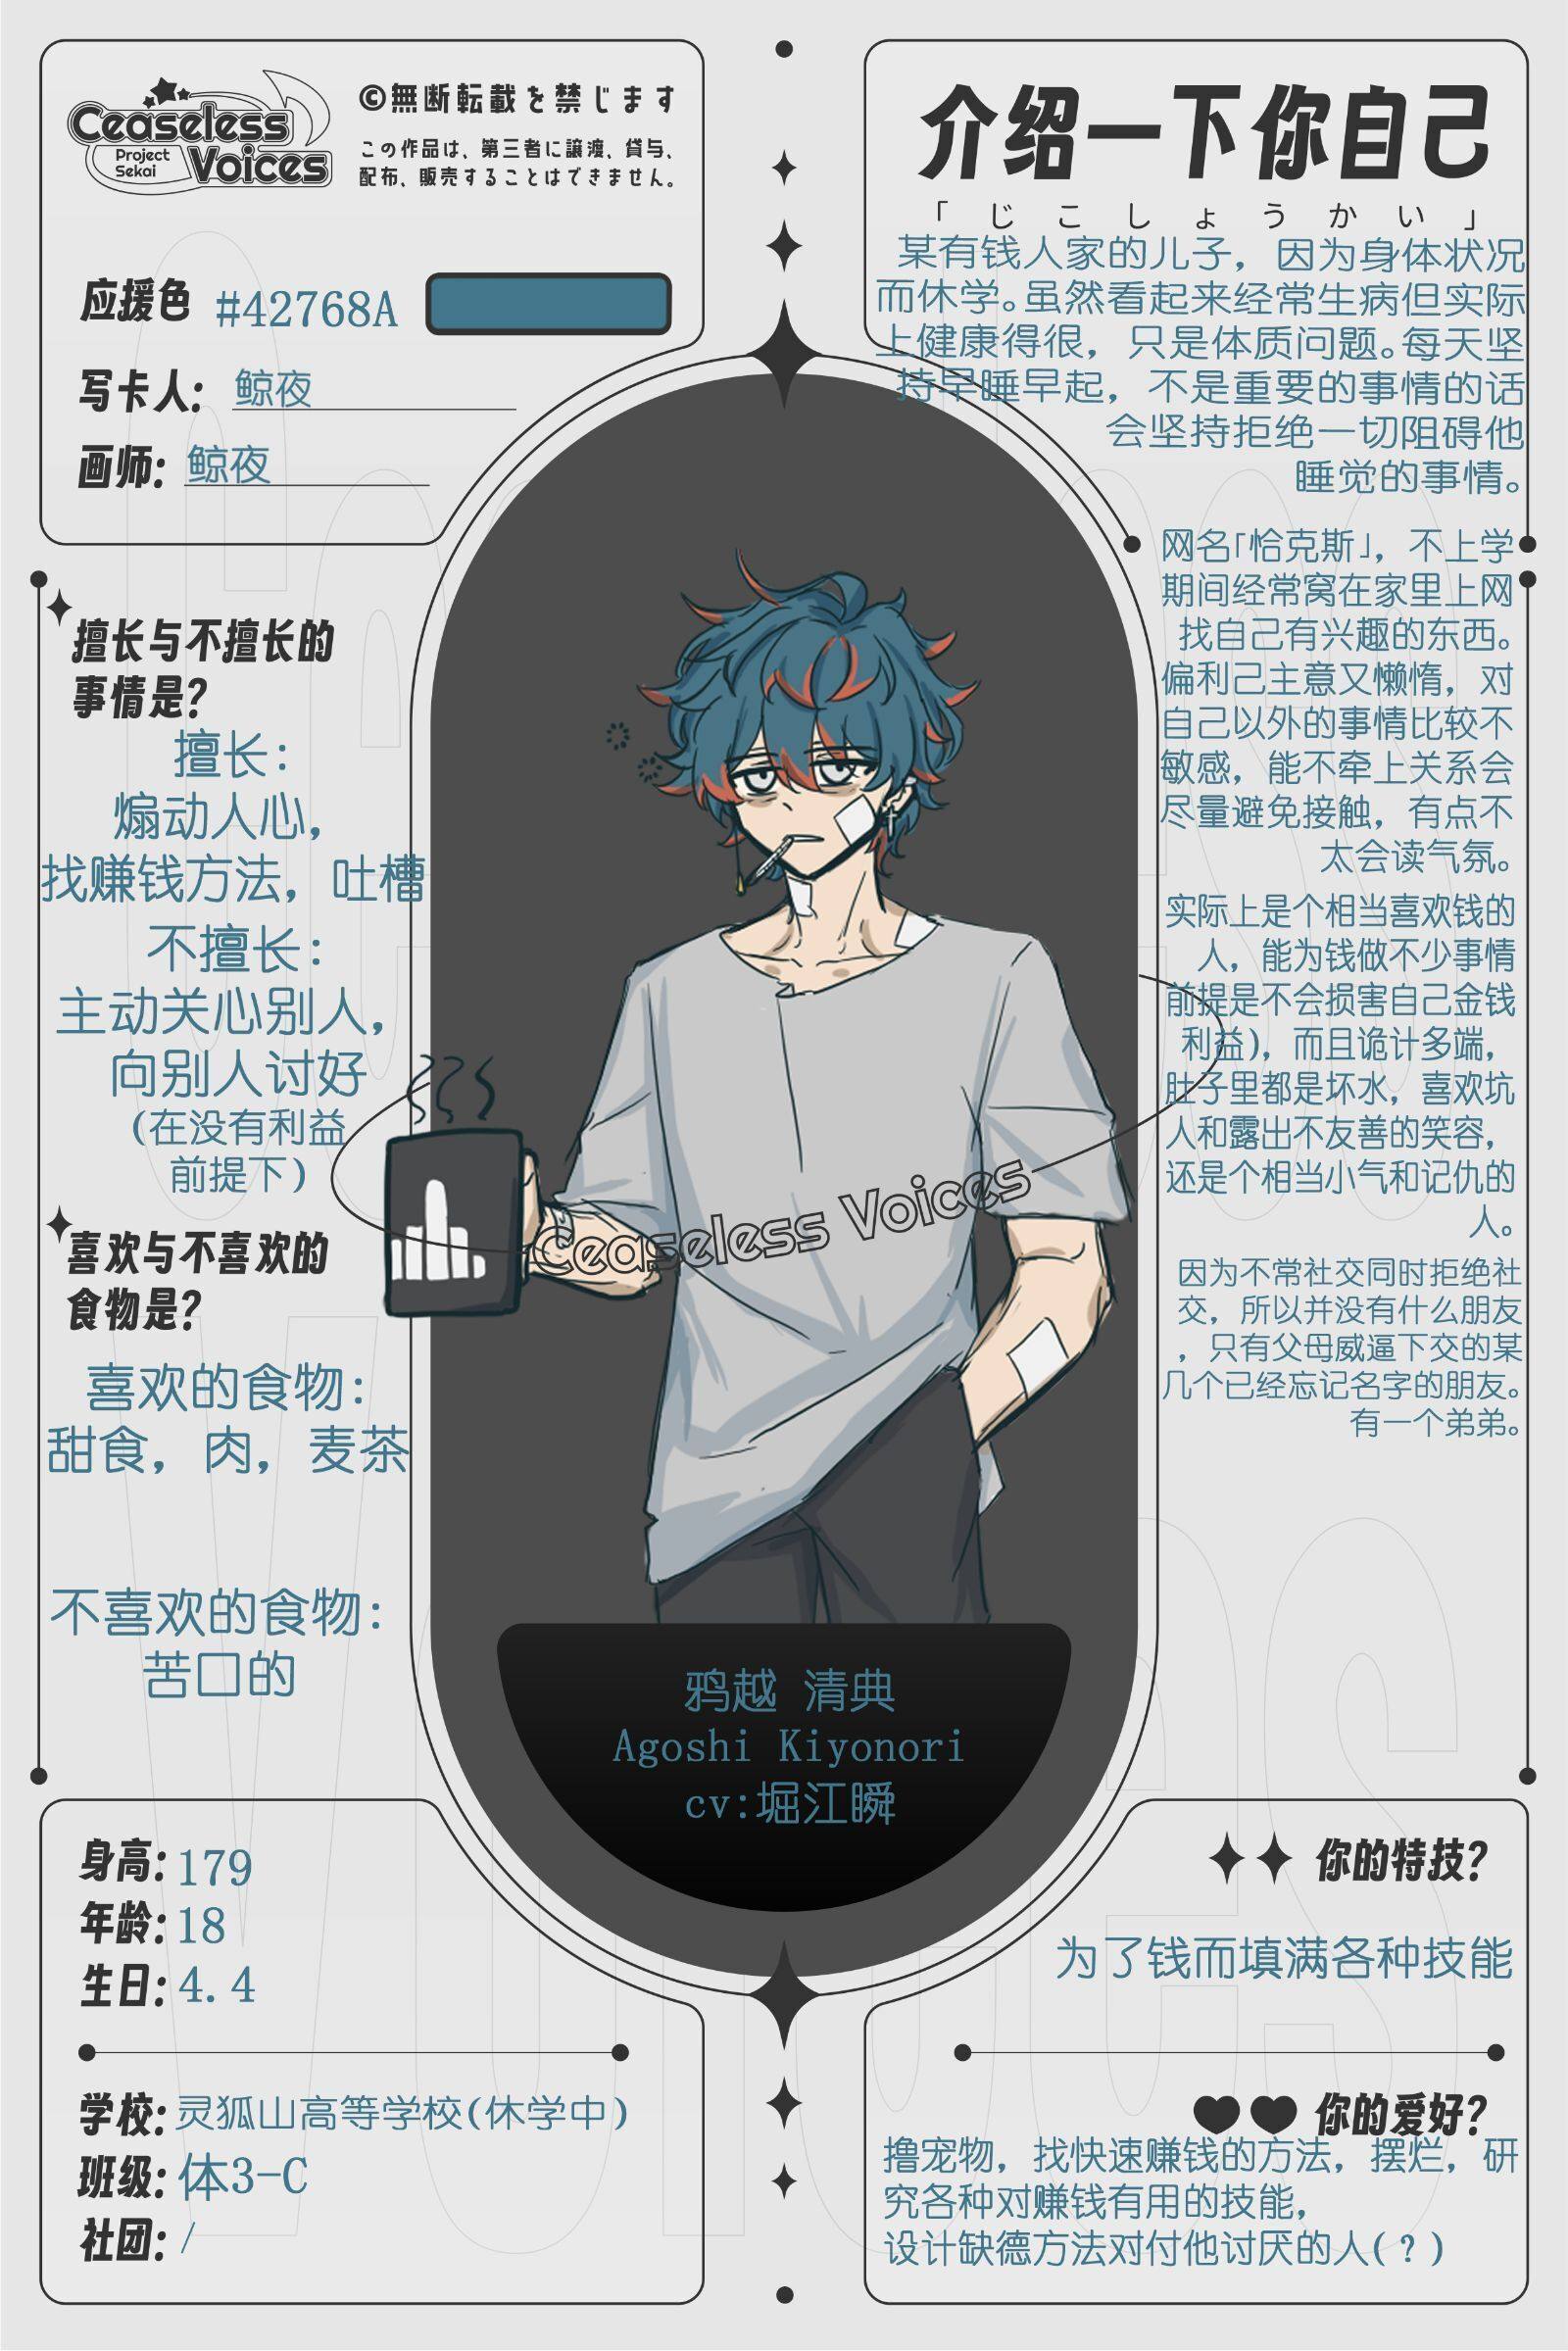 Ceaseless
Project
Sekai
Voices
©無断転載を禁じます
この作品は、第三者に譲渡、貸与、
配布、販売することはできません。
应援色 #42768A
写卡人: 鲸夜
画师: 鲸夜
介绍一下你自己
「じこしょうかい」
某有钱人家的儿子，因为身体状况
而休学。虽然看起来经常生病但实际
上健康得很，只是体质问题。每天坚
持早睡早起，不是重要的事情的话
会坚持拒绝一切阻碍他
睡觉的事情。
网名「恰克斯」，不上学
期间经常窝在家里上网
找自己有兴趣的东西。
偏利己主意又懒惰，对
自己以外的事情比较不
敏感，能不牵上关系会
尽量避免接触，有点不
太会读气氛。
实际上是个相当喜欢钱的
人，能为钱做不少事情
前提是不会损害自己金钱
利益)，而且诡计多端，
肚子里都是坏水，喜欢坑
人和露出不友善的笑容，
还是个相当小气和记仇的
人。
因为不常社交同时拒绝社
交，所以并没有什么朋友
，只有父母威逼下交的某
几个已经忘记名字的朋友。
有一个弟弟。
擅长与不擅长的
事情是?
擅长:
煽动人心，
找赚钱方法，吐槽
不擅长:
主动关心别人，
向别人讨好
(在没有利益
前提下)
喜欢与不喜欢的
食物是?
喜欢的食物:
甜食，肉，麦茶
不喜欢的食物:
苦口的
Ceaseless Voices
鸦越 清典
Agoshi Kiyonori
cv:堀江瞬
身高: 179
年龄: 18
生日: 4.4
学校: 灵狐山高等学校(休学中)
班级: 体3-C
社团: /
你的特技?
为了钱而填满各种技能
你的爱好?
撸宠物，找快速赚钱的方法，摆烂，研
究各种对赚钱有用的技能，
设计缺德方法对付他讨厌的人(?)